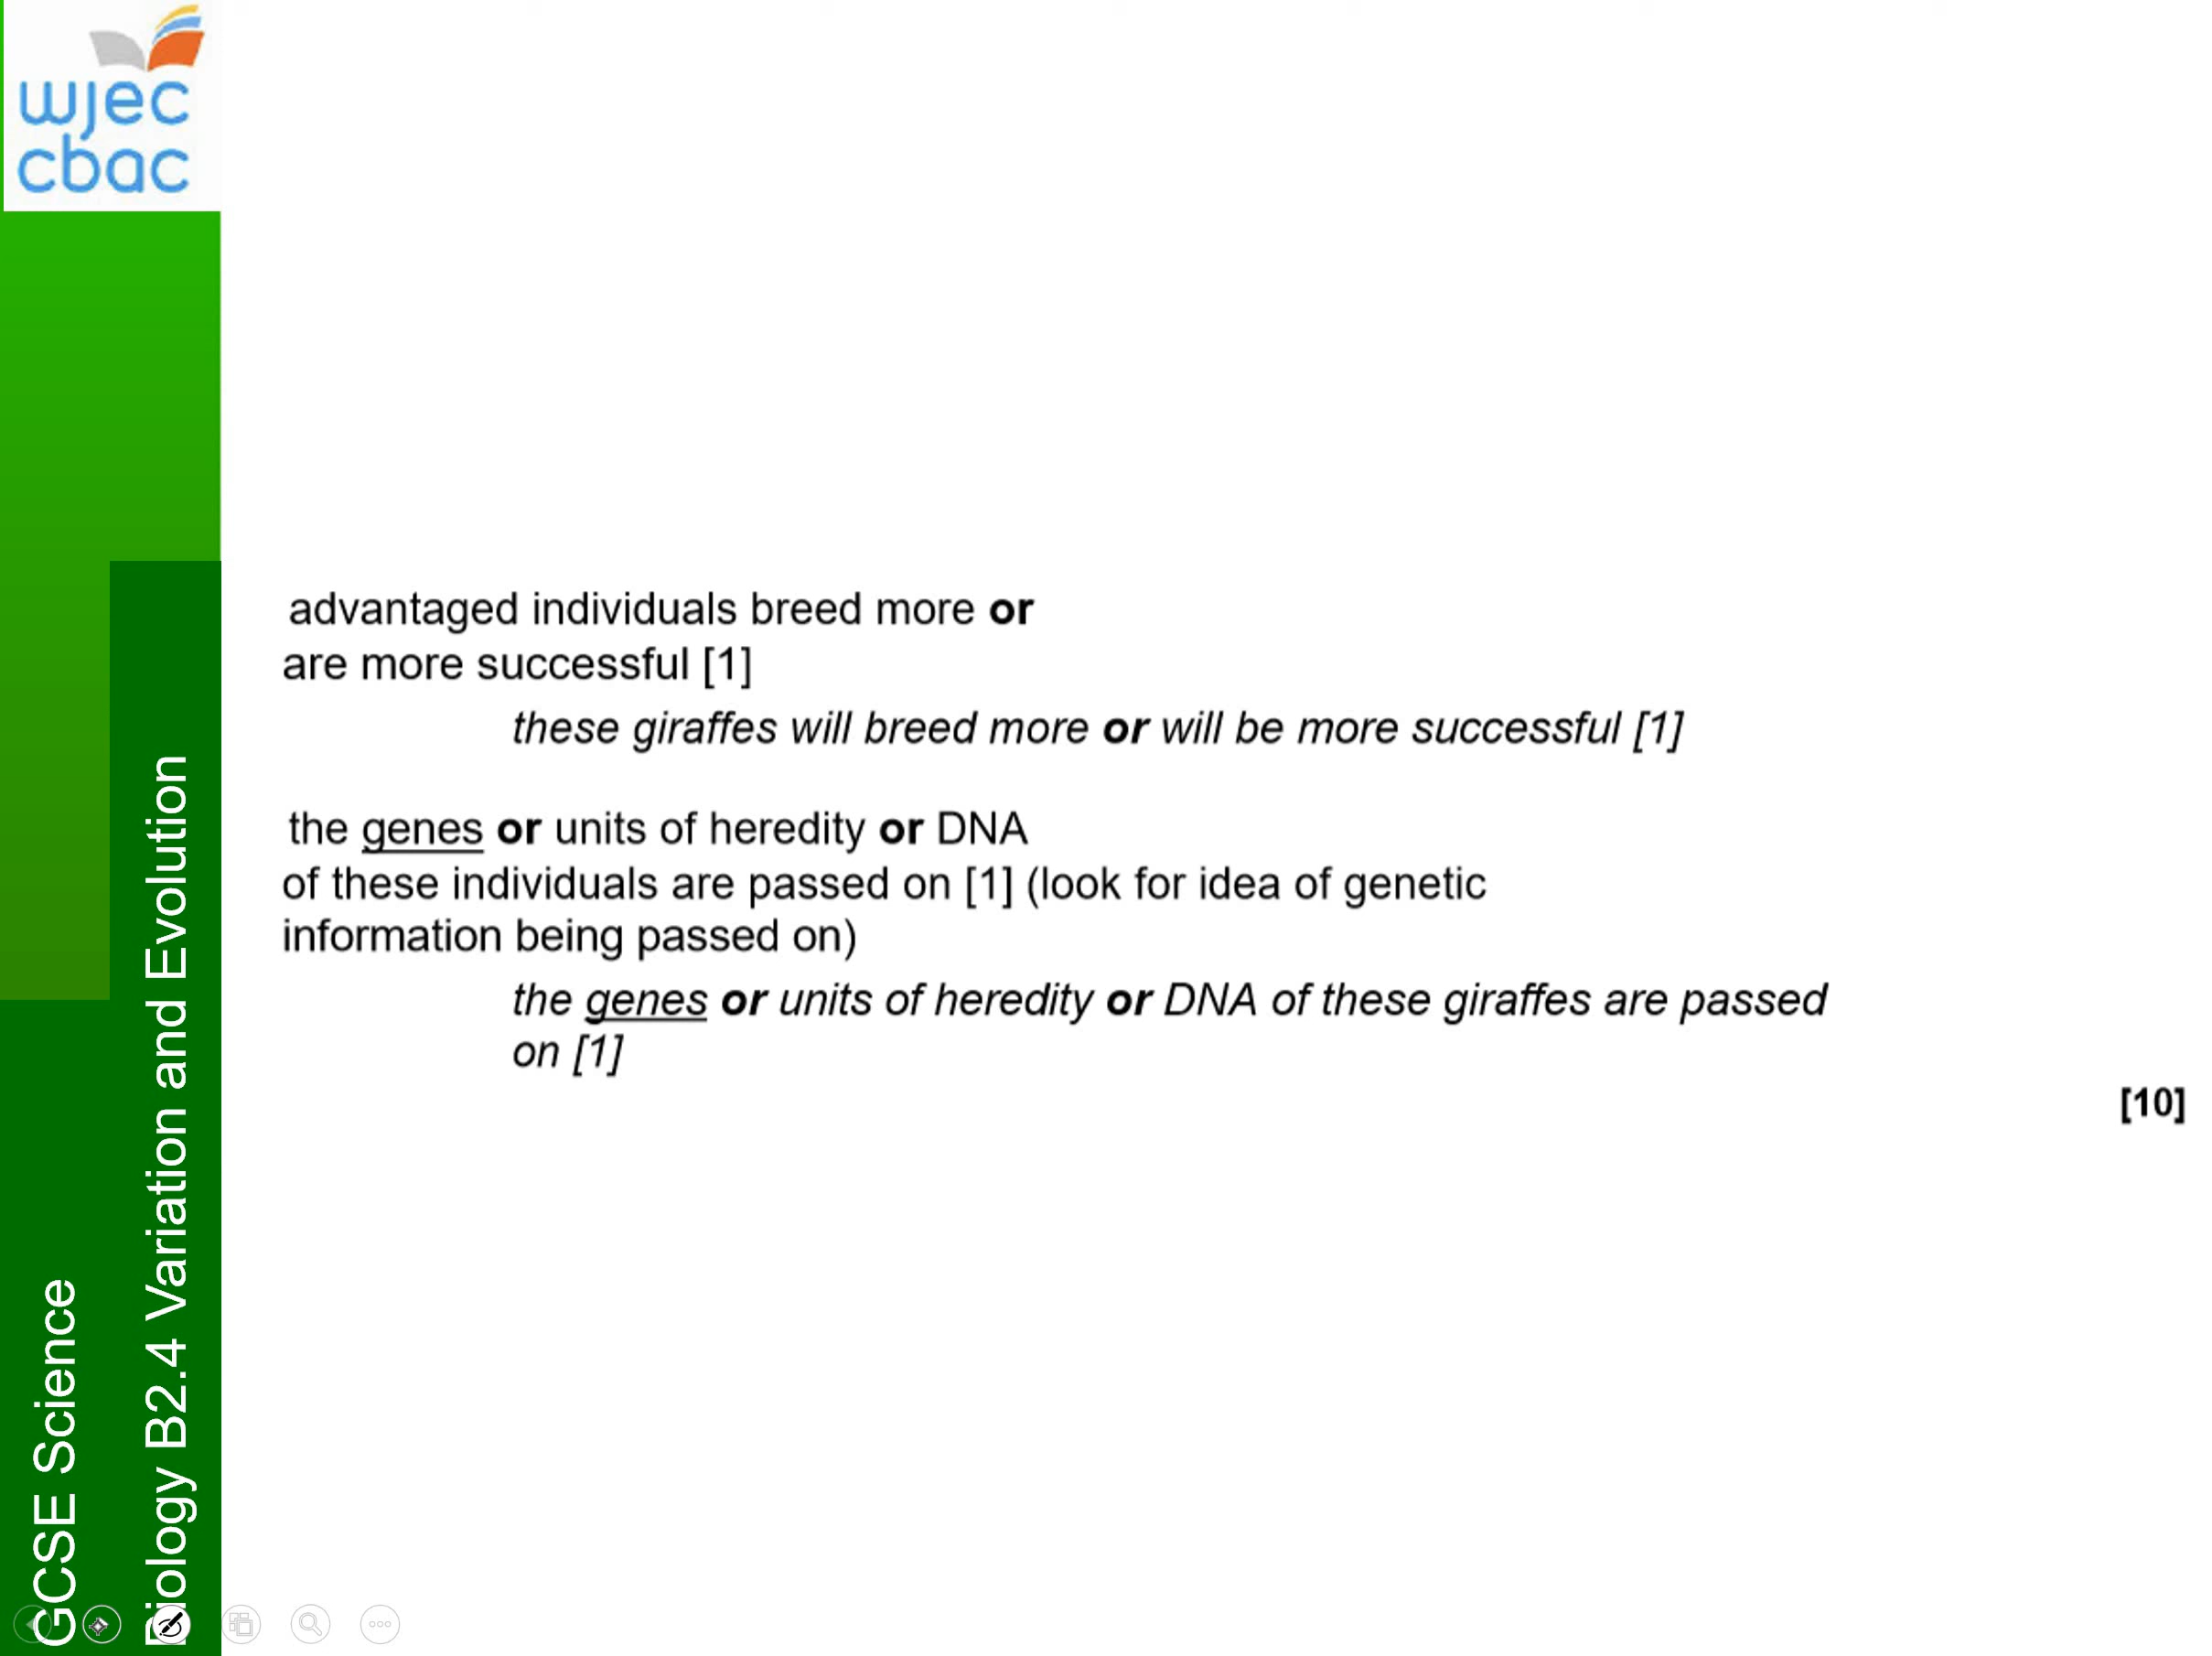 wjec
cbac
advantaged individuals breed more or
are more successful [1]
these giraffes will breed more or will be more successful [1]
the genes or units of heredity or DNA
of these individuals are passed on [1] (look for idea of genetic
information being passed on)
the genes or units of heredity or DNA of these giraffes are passed
on [1]
[10]
GCSE Science
Biology B2.4 Variation and Evolution